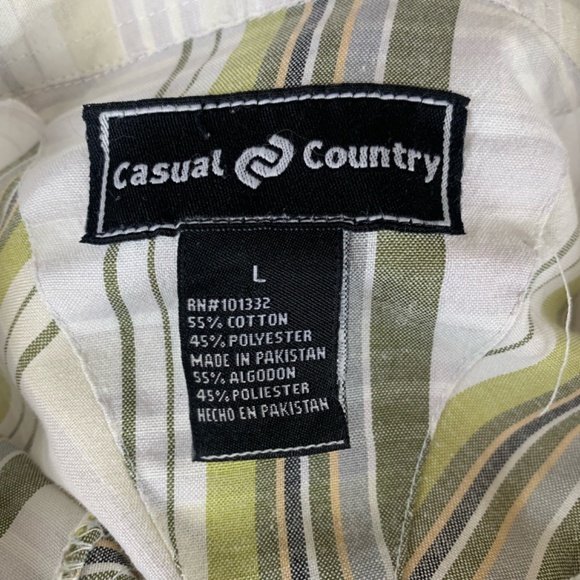 Casual Country
L
RN#101332
55% COTTON
45% POLYESTER
MADE IN PAKISTAN
55% ALGODON
45% POLIESTER
HECHO EN PAKISTAN